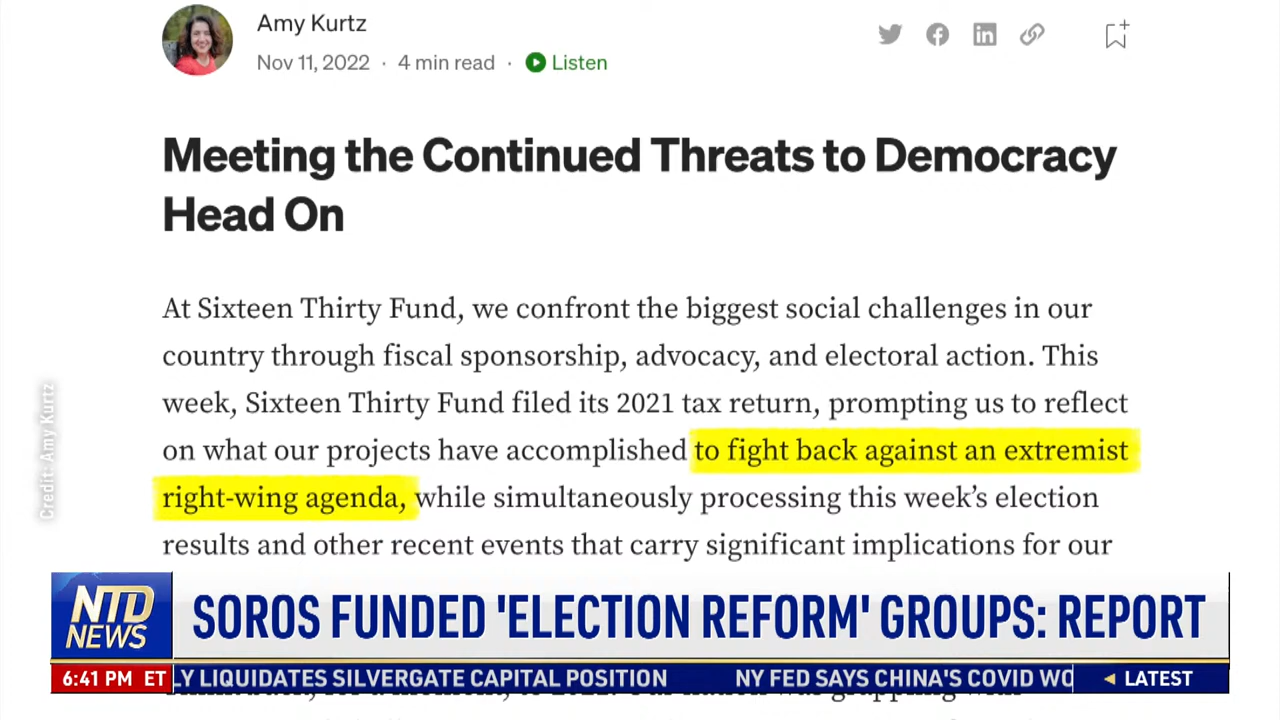 Amy Kurtz
Nov 11, 2022 · 4 min read · Listen
Meeting the Continued Threats to Democracy
Head On
At Sixteen Thirty Fund, we confront the biggest social challenges in our
country through fiscal sponsorship, advocacy, and electoral action. This
week, Sixteen Thirty Fund filed its 2021 tax return, prompting us to reflect
on what our projects have accomplished to fight back against an extremist
right-wing agenda, while simultaneously processing this week's election
results and other recent events that carry significant implications for our
Credit: Amy Kurtz
NTD
NEWS
SOROS FUNDED 'ELECTION REFORM' GROUPS: REPORT
6:41 PM ET
LY LIQUIDATES SILVERGATE CAPITAL POSITION NY FED SAYS CHINA'S COVID WO
LATEST